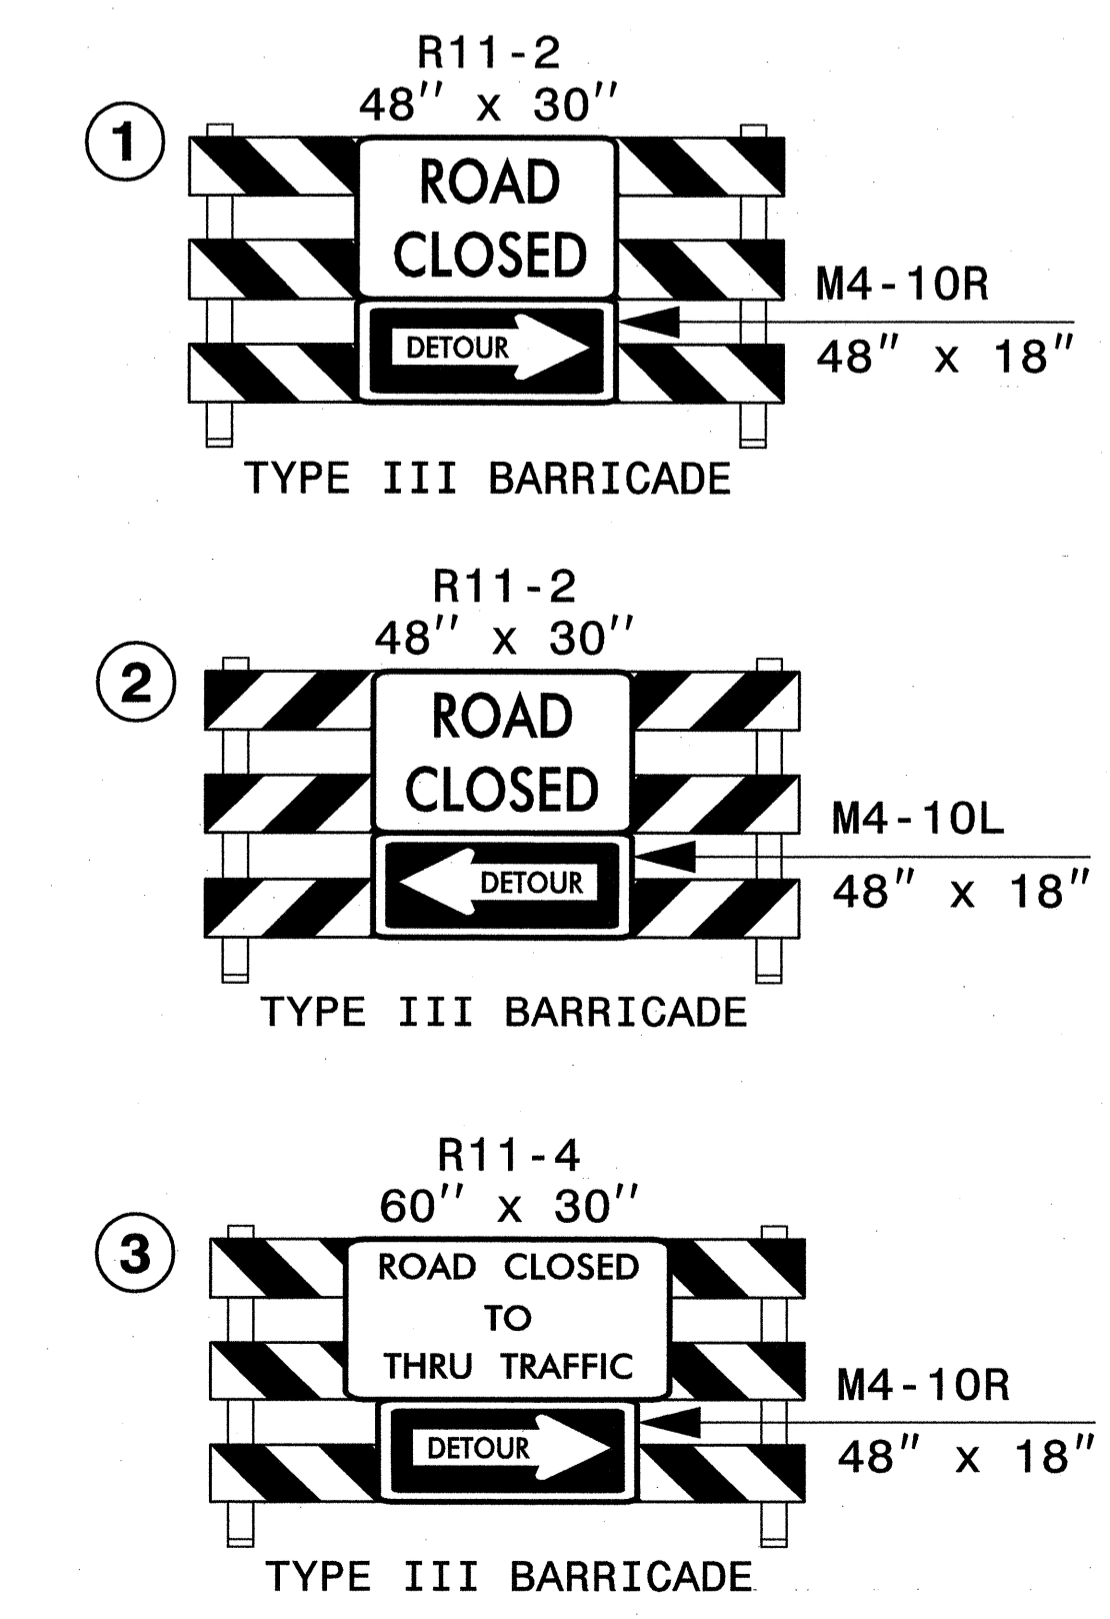 R11-2
48" x 30"
1
ROAD
CLOSED
M4-10R
DETOUR
48" x 18"
TYPE III BARRICADE
R11-2
48" x 30"
2
ROAD
CLOSED
M4-10L
DETOUR
48" x 18"
TYPE III BARRICADE
R11-4
60" x 30"
3
ROAD CLOSED
TO
THRU TRAFFIC
M4-10R
DETOUR
48" x 18"
TYPE III BARRICADE